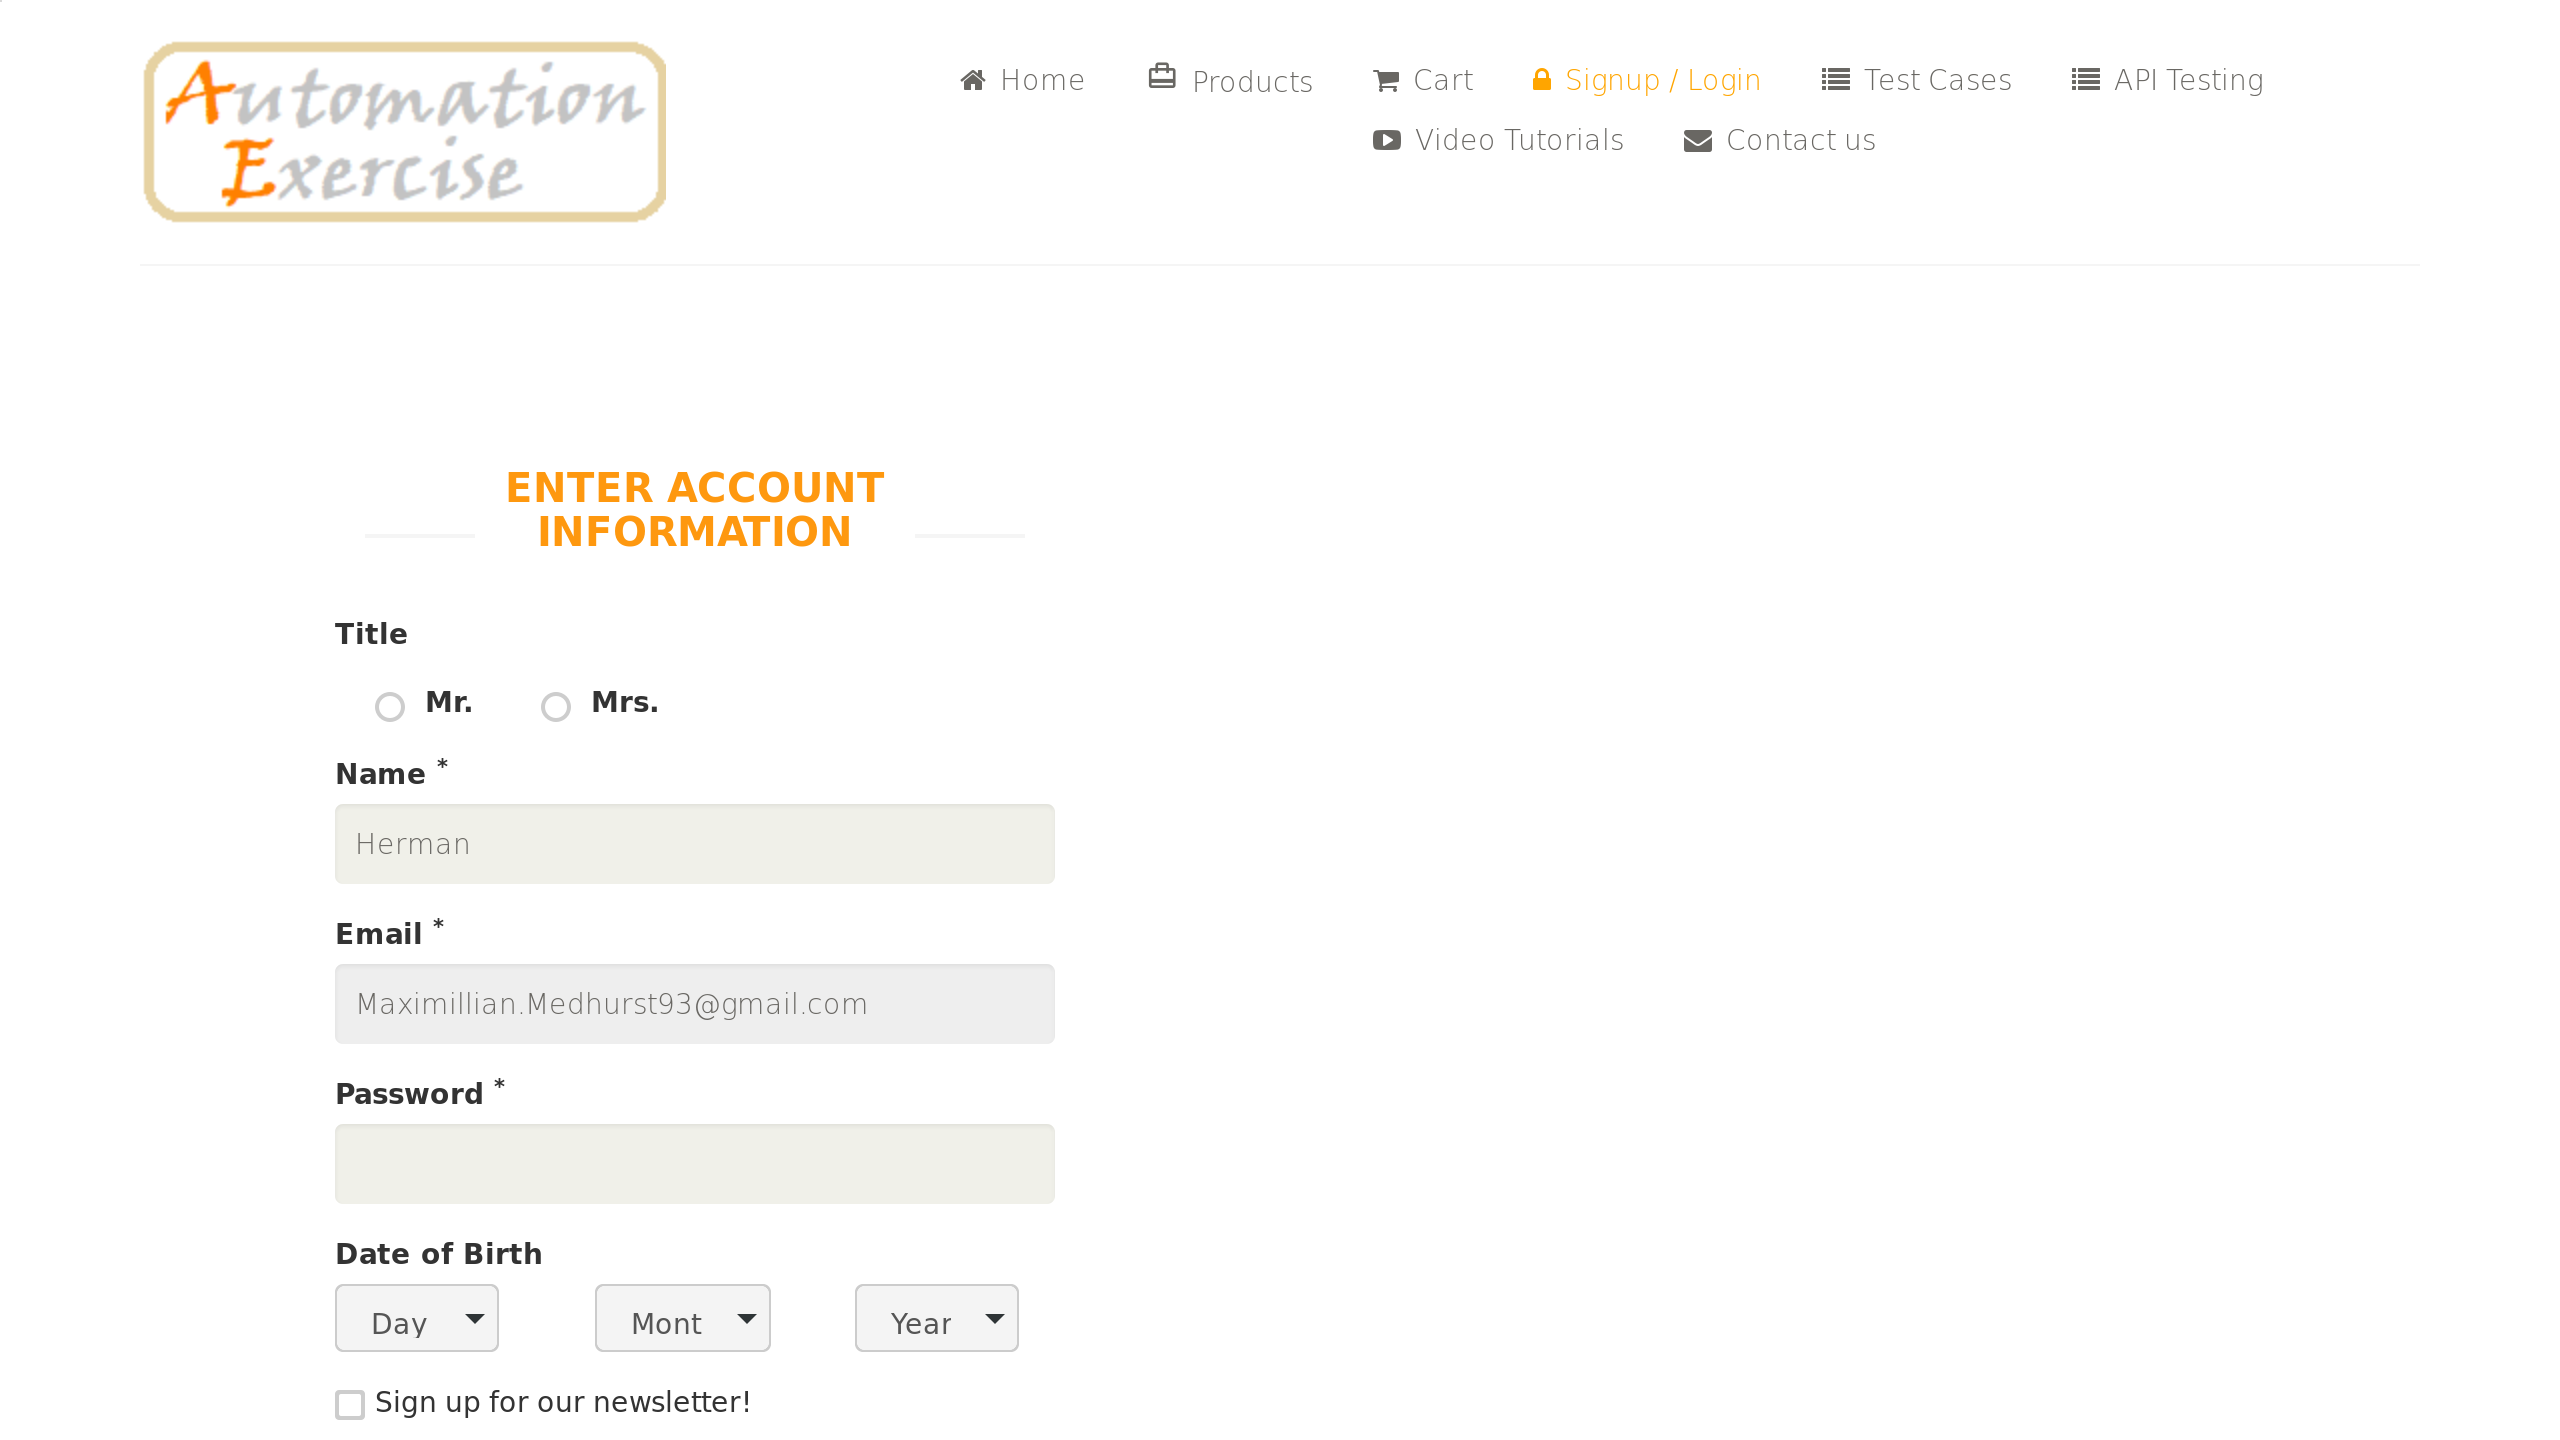 Automation
Exercise
Home
Products
Cart
Signup / Login
Test Cases
API Testing
Video Tutorials
Contact us
ENTER ACCOUNT
INFORMATION
Title
Mr.
Mrs.
Name *
Herman
Email *
Maximillian.Medhurst93@gmail.com
Password *
Date of Birth
Day
Mont
Year
Sign up for our newsletter!